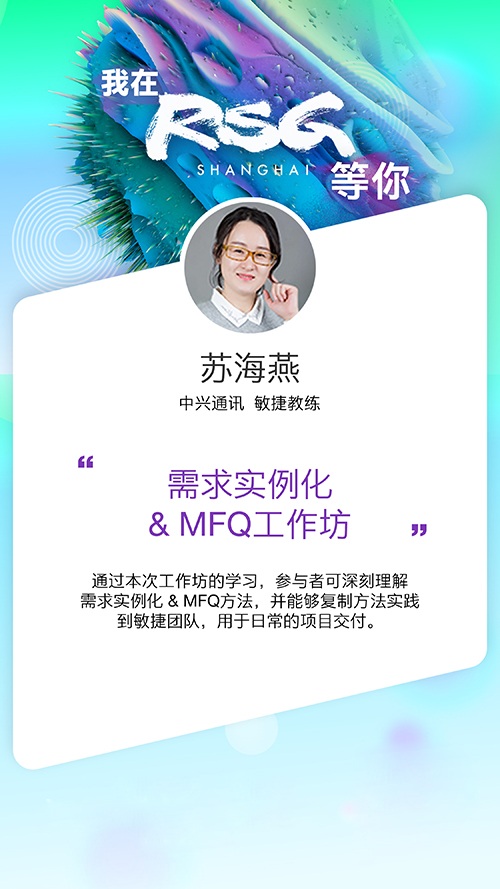 我在
RSG
SHANGHAI
等你
苏海燕
中兴通讯 敏捷教练
“
需求实例化
& MFQ工作坊
”
通过本次工作坊的学习，参与者可深刻理解
需求实例化 & MFQ方法，并能够复制方法实践
到敏捷团队，用于日常的项目交付。